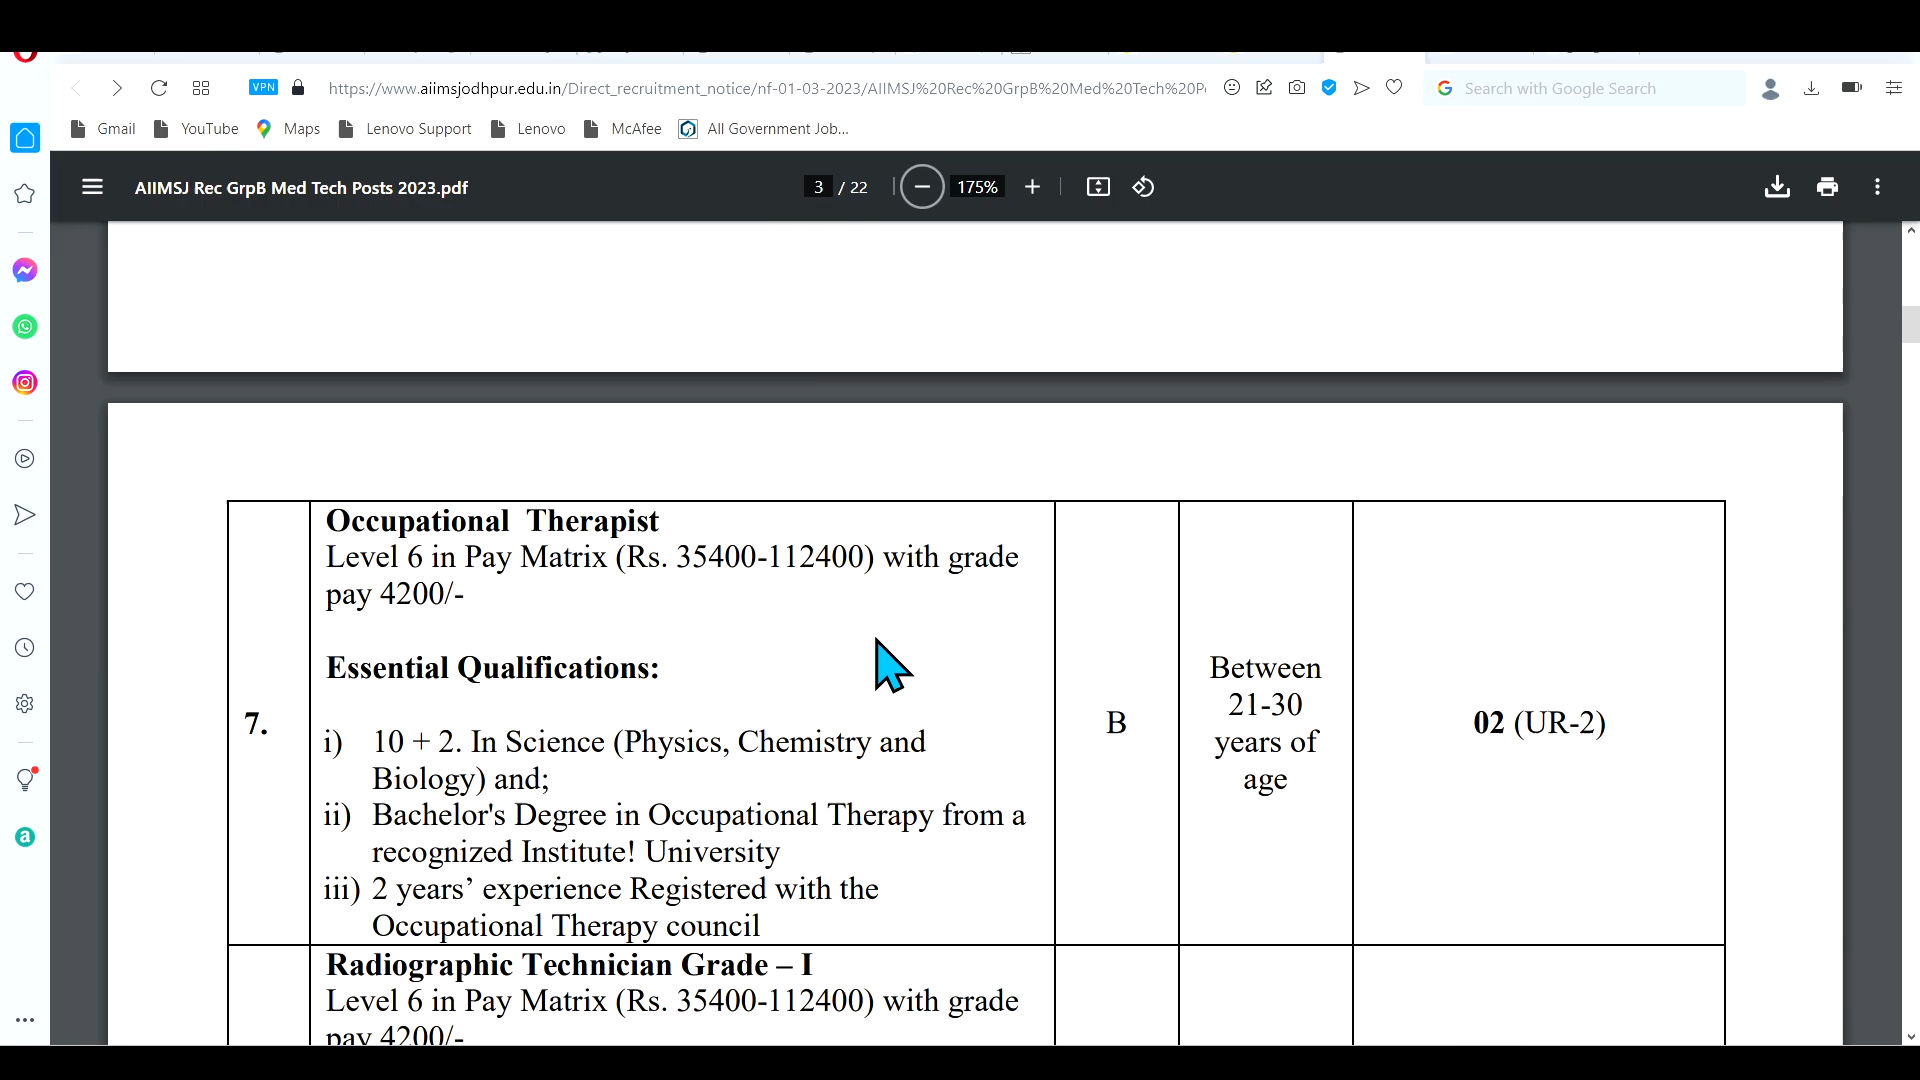 VPN
https://www.aiimsjodhpur.edu.in/Direct_recruitment_notice/nf-01-03-2023/AIIMSJ%20Rec%20GrpB%20Med%20Tech%20P
Search with Google Search
Gmail
YouTube
Maps
Lenovo Support
Lenovo
McAfee
All Government Job...
AIIMSJ Rec GrpB Med Tech Posts 2023.pdf
3 / 22
175%
7.
Occupational Therapist
Level 6 in Pay Matrix (Rs. 35400-112400) with grade
pay 4200/-
Essential Qualifications:
i) 10 + 2. In Science (Physics, Chemistry and
Biology) and;
ii) Bachelor's Degree in Occupational Therapy from a
recognized Institute! University
iii) 2 years’ experience Registered with the
Occupational Therapy council
B
Between
21-30
years of
age
02 (UR-2)
Radiographic Technician Grade – I
Level 6 in Pay Matrix (Rs. 35400-112400) with grade
pay 4200/-